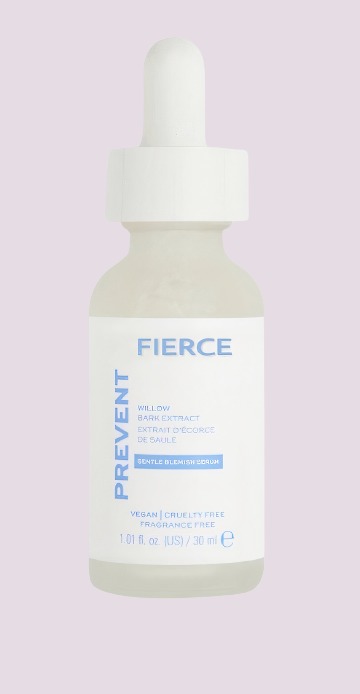 FIERCE
PREVENT
WILLOW
BARK EXTRACT
EXTRAIT D'ÉCORCE
DE SAULE
GENTLE BLEMISH SERUM
VEGAN | CRUELTY FREE
FRAGRANCE FREE
1.01 fl. oz. (US) / 30 ml ℮